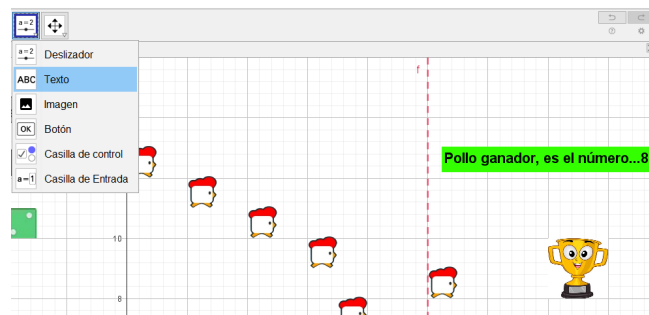 a=2
a=2 Deslizador
ABC Texto
Imagen
OK Botón
Casilla de control
a=1 Casilla de Entrada
f
Pollo ganador, es el número...8
10
8